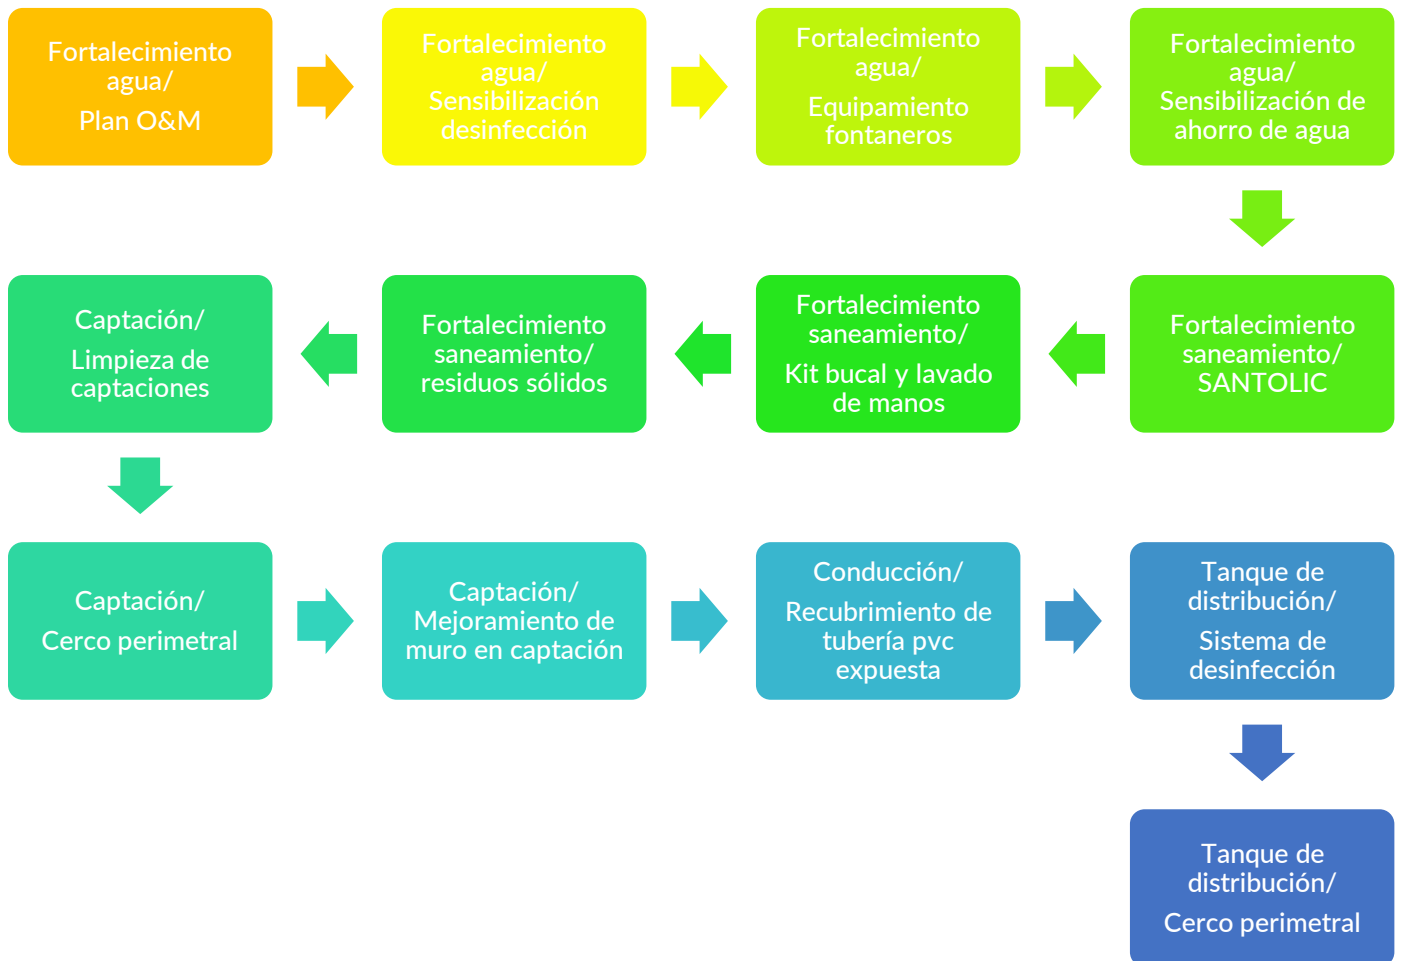 Fortalecimiento
agua/
Plan O&M
Fortalecimiento
agua/
Sensibilización
desinfección
Fortalecimiento
agua/
Equipamiento
fontaneros
Fortalecimiento
agua/
Sensibilización de
ahorro de agua
Fortalecimiento
saneamiento/
SANTOLIC
Fortalecimiento
saneamiento/
Kit bucal y lavado
de manos
Fortalecimiento
saneamiento/
residuos sólidos
Captación/
Limpieza de
captaciones
Captación/
Cerco perimetral
Captación/
Mejoramiento de
muro en captación
Conducción/
Recubrimiento de
tubería pvc
expuesta
Tanque de
distribución/
Sistema de
desinfección
Tanque de
distribución/
Cerco perimetral